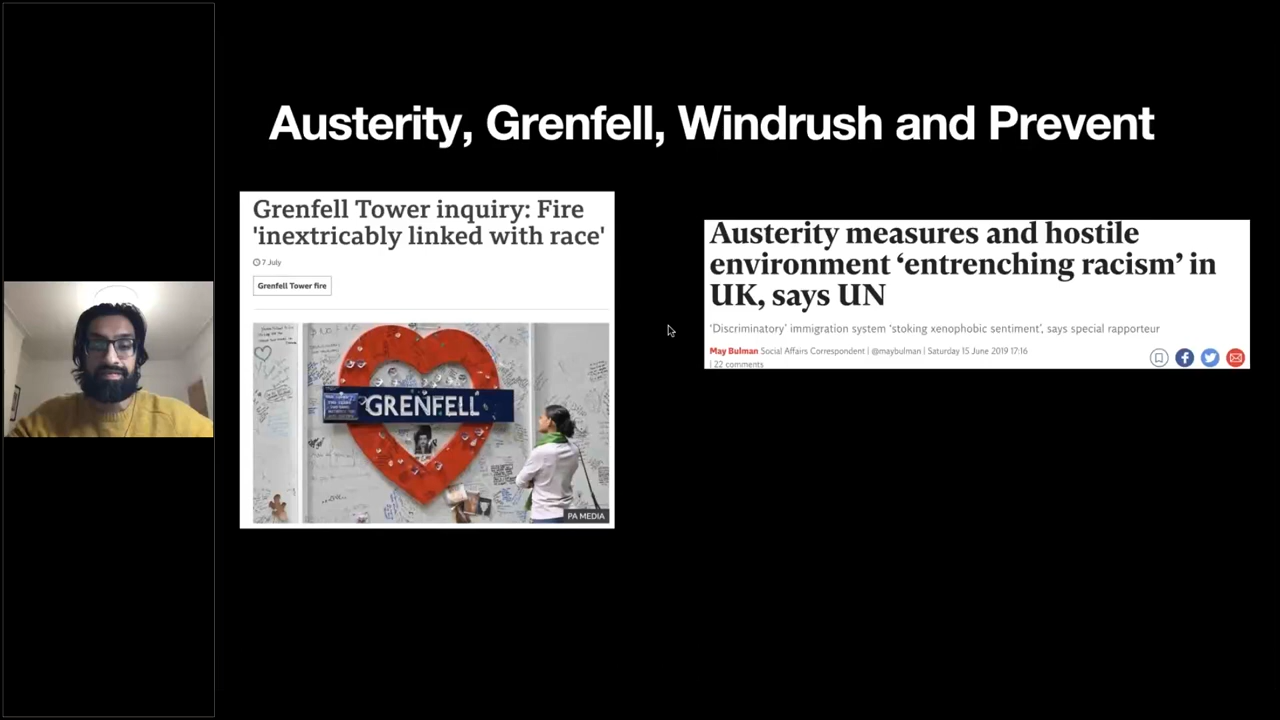 Austerity, Grenfell, Windrush and Prevent
Grenfell Tower inquiry: Fire
'inextricably linked with race'
7 July
Grenfell Tower fire
GRENFELL
PA MEDIA
Austerity measures and hostile
environment ‘entrenching racism’ in
UK, says UN
‘Discriminatory’ immigration system ‘stoking xenophobic sentiment’, says special rapporteur
May Bulman Social Affairs Correspondent | @maybulman | Saturday 15 June 2019 17:16
| 22 comments